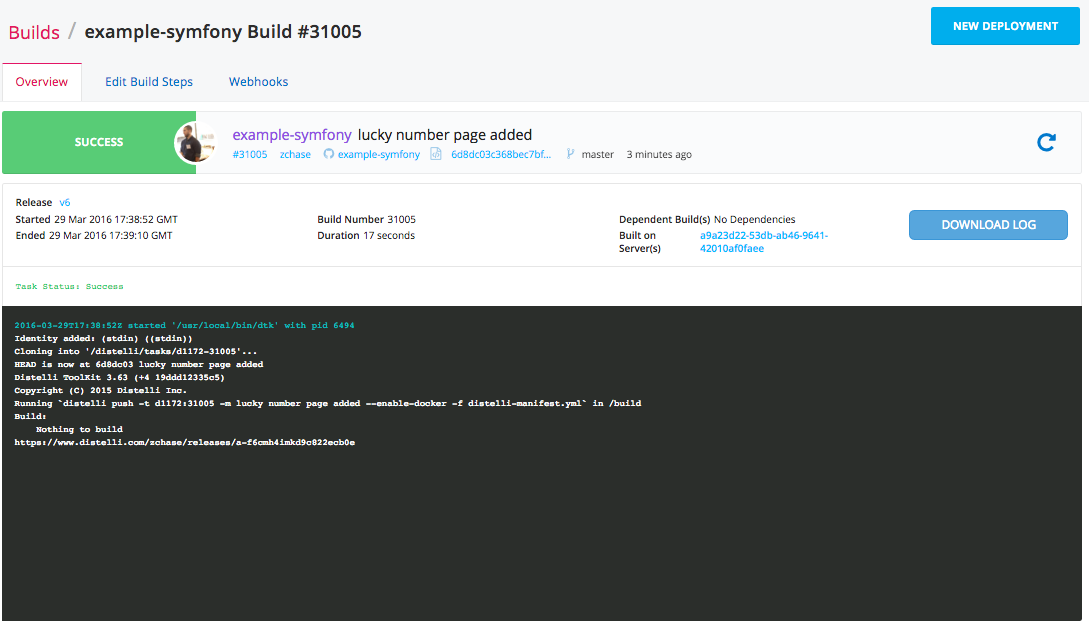 Builds / example-symfony Build #31005
NEW DEPLOYMENT
Overview Edit Build Steps Webhooks
SUCCESS
example-symfony lucky number page added
#31005 zchase example-symfony 6d8dc03c368bec7bf... master 3 minutes ago
Release v6
Started 29 Mar 2016 17:38:52 GMT
Ended 29 Mar 2016 17:39:10 GMT
Build Number 31005
Duration 17 seconds
Dependent Build(s) No Dependencies
Built on Server(s) a9a23d22-53db-ab46-9641-42010af0faee
DOWNLOAD LOG
Task Status: Success
2016-03-29T17:38:52Z started '/usr/local/bin/dtk' with pid 6494
Identity added: (stdin) ((stdin))
Cloning into '/distelli/tasks/d1172-31005'...
HEAD is now at 6d8dc03 lucky number page added
Distelli ToolKit 3.63 (+4 19ddd12335c5)
Copyright (C) 2015 Distelli Inc.
Running `distelli push -t d1172:31005 -m lucky number page added --enable-docker -f distelli-manifest.yml` in /build
Build:
Nothing to build
https://www.distelli.com/zchase/releases/a-f6cmh4imkd9c822ecb0e